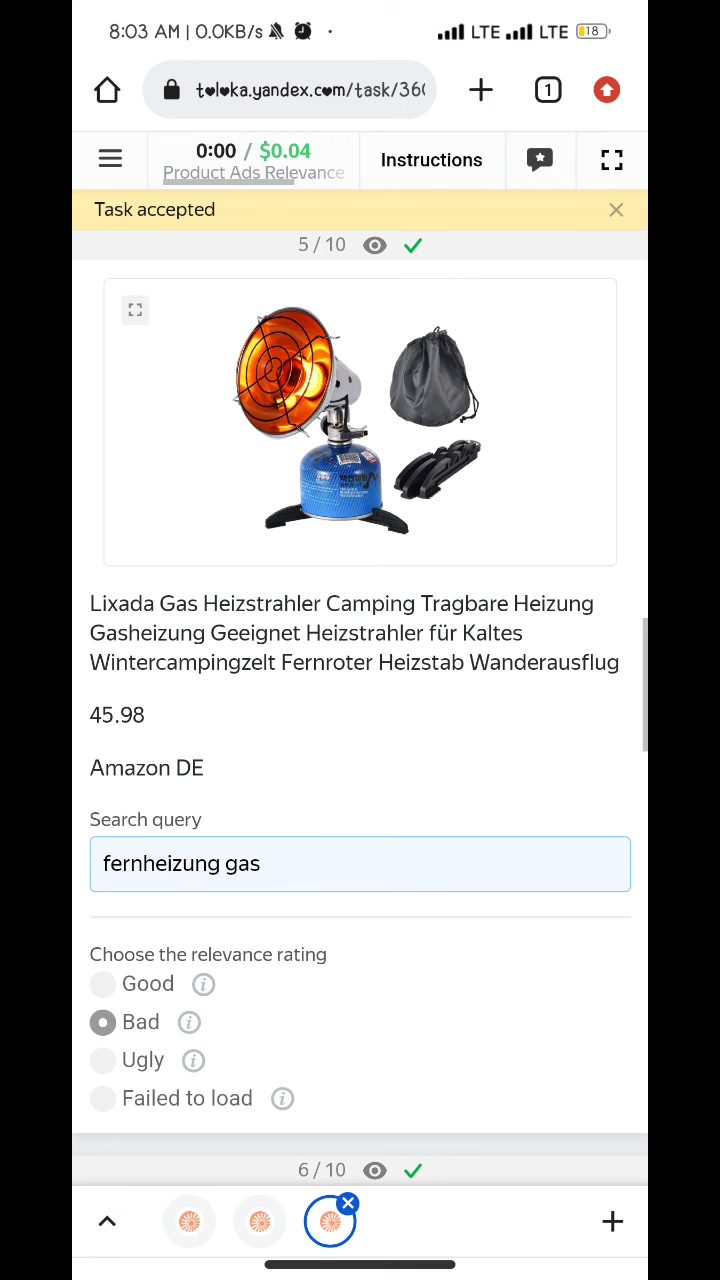 8:03 AM | 0.0KB/s · LTE LTE 18
t♥l♥ka.yandex.c♥m/task/360 1
0:00 / $0.04 Instructions
Product Ads Relevance
Task accepted ×
5 / 10
Lixada Gas Heizstrahler Camping Tragbare Heizung
Gasheizung Geeignet Heizstrahler für Kaltes
Wintercampingzelt Fernroter Heizstab Wanderausflug
45.98
Amazon DE
Search query
fernheizung gas
Choose the relevance rating
Good i
Bad i
Ugly i
Failed to load i
6 / 10